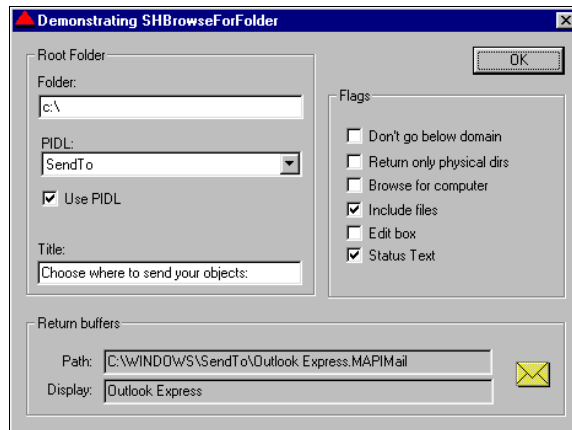 Demonstrating SHBrowseForFolder
Root Folder
Folder:
c:\
PIDL:
SendTo
Use PIDL
Title:
Choose where to send your objects:
OK
Flags
Don't go below domain
Return only physical dirs
Browse for computer
Include files
Edit box
Status Text
Return buffers
Path: C:\WINDOWS\SendTo\Outlook Express.MAPIMail
Display: Outlook Express